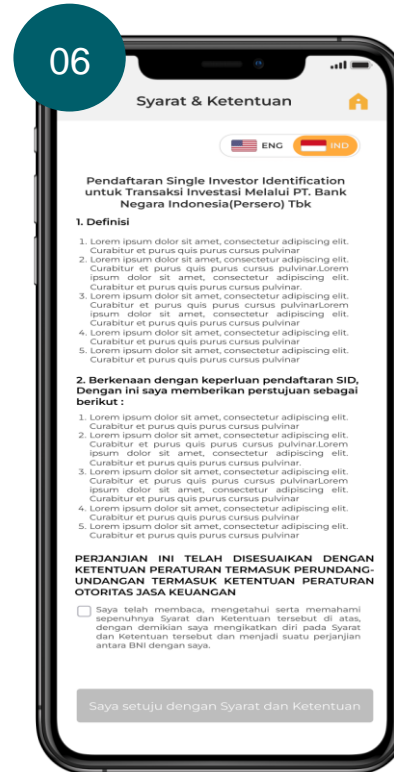 06
Syarat & Ketentuan
ENG IND
Pendaftaran Single Investor Identification
untuk Transaksi Investasi Melalui PT. Bank
Negara Indonesia(Persero) Tbk
1. Definisi
1. Lorem ipsum dolor sit amet, consectetur adipiscing elit.
Curabitur et purus quis purus cursus pulvinar
2. Lorem ipsum dolor sit amet, consectetur adipiscing elit.
Curabitur et purus quis purus cursus pulvinar.Lorem
ipsum dolor sit amet, consectetur adipiscing elit.
Curabitur et purus quis purus cursus pulvinar.
3. Lorem ipsum dolor sit amet, consectetur adipiscing elit.
Curabitur et purus quis purus cursus pulvinarLorem
ipsum dolor sit amet, consectetur adipiscing elit.
Curabitur et purus quis purus cursus pulvinar
4. Lorem ipsum dolor sit amet, consectetur adipiscing elit.
Curabitur et purus quis purus cursus pulvinar
5. Lorem ipsum dolor sit amet, consectetur adipiscing elit.
Curabitur et purus quis purus cursus pulvinar
2. Berkenaan dengan keperluan pendaftaran SID,
Dengan ini saya memberikan perstujuan sebagai
berikut :
1. Lorem ipsum dolor sit amet, consectetur adipiscing elit.
Curabitur et purus quis purus cursus pulvinar
2. Lorem ipsum dolor sit amet, consectetur adipiscing elit.
Curabitur et purus quis purus cursus pulvinar.Lorem
ipsum dolor sit amet, consectetur adipiscing elit.
Curabitur et purus quis purus cursus pulvinar.
3. Lorem ipsum dolor sit amet, consectetur adipiscing elit.
Curabitur et purus quis purus cursus pulvinarLorem
ipsum dolor sit amet, consectetur adipiscing elit.
Curabitur et purus quis purus cursus pulvinar
4. Lorem ipsum dolor sit amet, consectetur adipiscing elit.
Curabitur et purus quis purus cursus pulvinar
5. Lorem ipsum dolor sit amet, consectetur adipiscing elit.
Curabitur et purus quis purus cursus pulvinar
PERJANJIAN INI TELAH DISESUAIKAN DENGAN
KETENTUAN PERATURAN TERMASUK PERUNDANG-
UNDANGAN TERMASUK KETENTUAN PERATURAN
OTORITAS JASA KEUANGAN
Saya telah membaca, mengetahui serta memahami
sepenuhnya Syarat dan Ketentuan tersebut di atas,
dengan demikian saya mengikatkan diri pada Syarat
dan Ketentuan tersebut dan menjadi suatu perjanjian
antara BNI dengan saya.
Saya setuju dengan Syarat dan Ketentuan